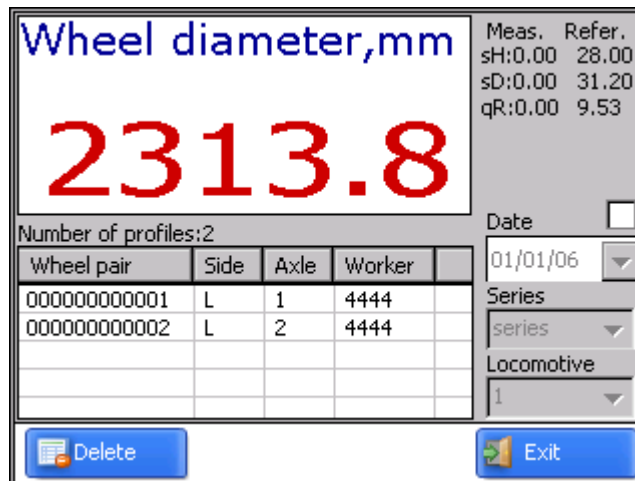 Wheel diameter,mm
2313.8
Meas. Refer.
sH:0.00 28.00
sD:0.00 31.20
qR:0.00 9.53
Number of profiles:2
Wheel pair Side Axle Worker
000000000001 L 1 4444
000000000002 L 2 4444
Date
01/01/06
Series
series
Locomotive
1
Delete
Exit